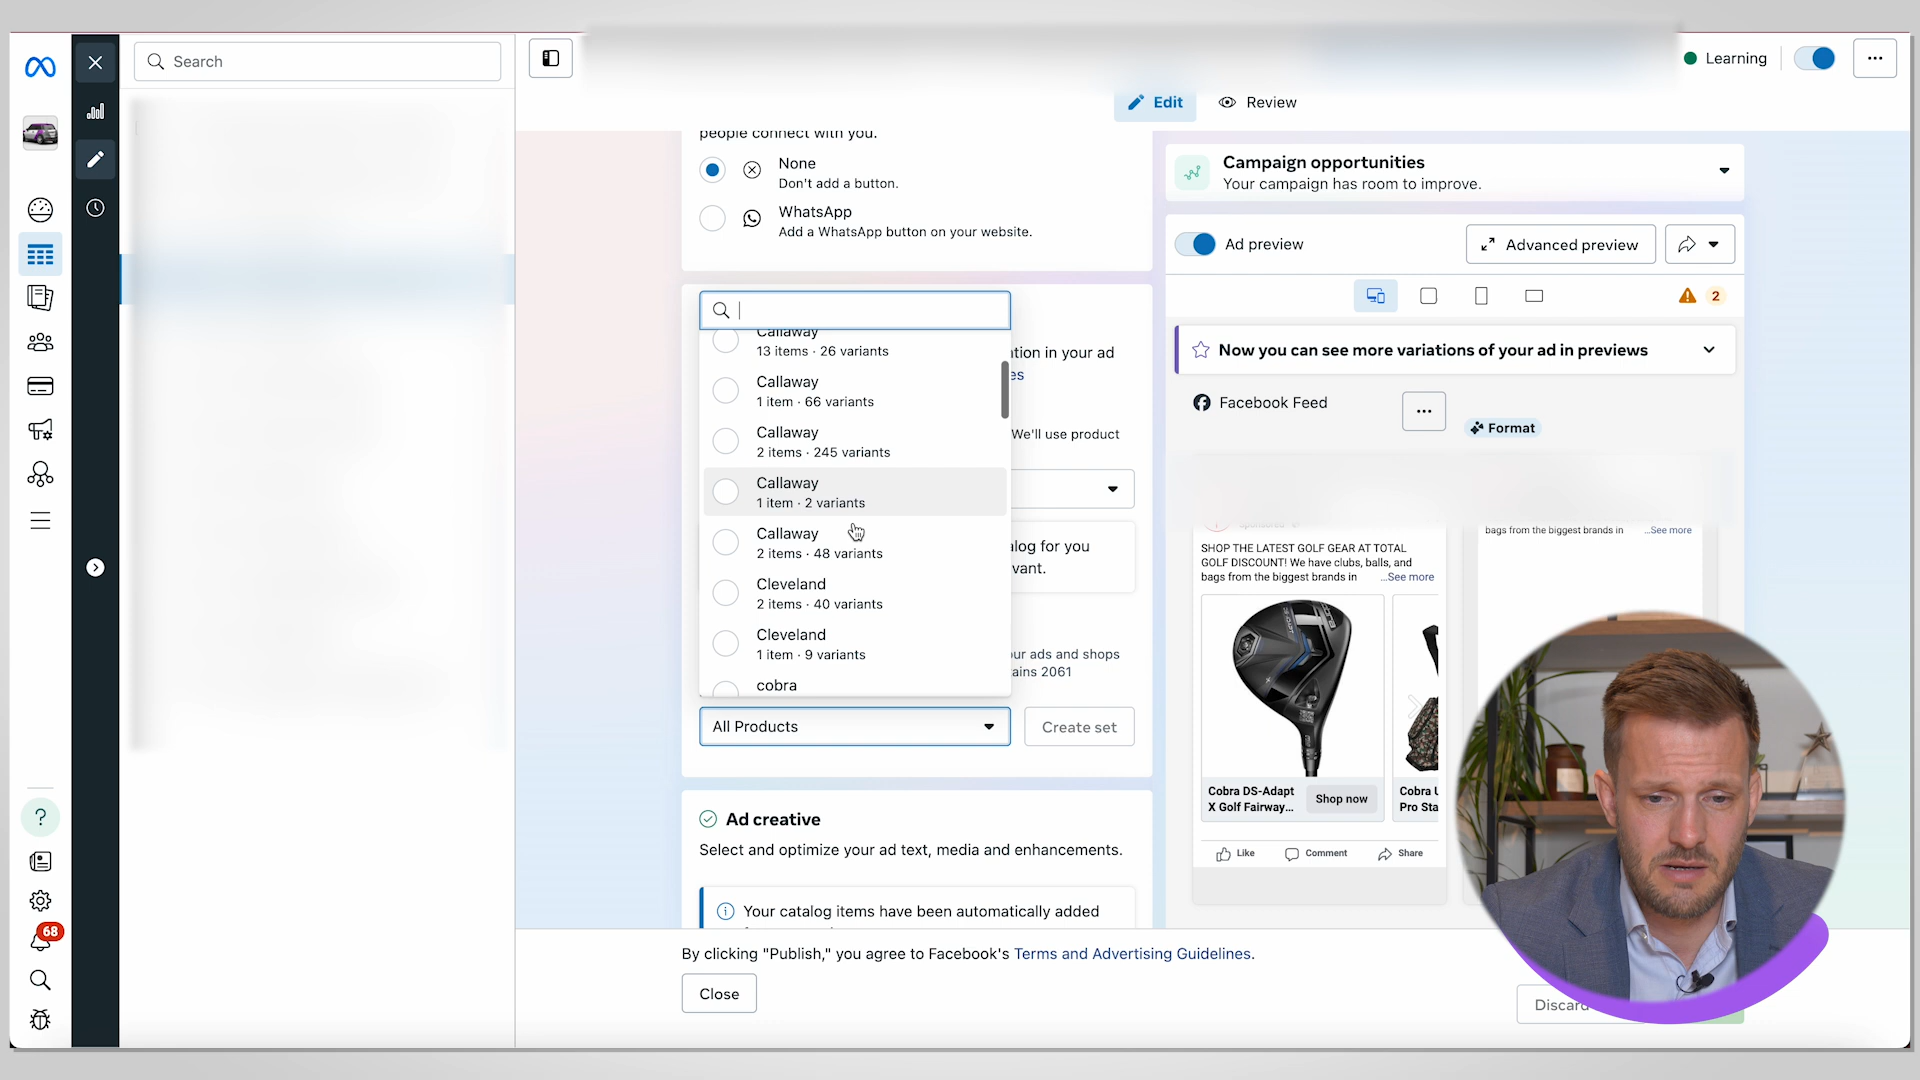 Search
Learning
Edit
Review
people connect with you.
None
Don't add a button.
WhatsApp
Add a WhatsApp button on your website.
Callaway
13 items · 26 variants
Callaway
1 item · 66 variants
Callaway
2 items · 245 variants
Callaway
1 item · 2 variants
Callaway
2 items · 48 variants
Cleveland
2 items · 40 variants
Cleveland
1 item · 9 variants
cobra
in your ad
We'll use product
for you
ads and shops
2061
All Products
Create set
Ad creative
Select and optimize your ad text, media and enhancements.
Your catalog items have been automatically added
By clicking "Publish," you agree to Facebook's Terms and Advertising Guidelines.
Close
Discard
Campaign opportunities
Your campaign has room to improve.
Ad preview
Advanced preview
2
Now you can see more variations of your ad in previews
Facebook Feed
Format
SHOP THE LATEST GOLF GEAR AT TOTAL
GOLF DISCOUNT! We have clubs, balls, and
bags from the biggest brands in ...See more
bags from the biggest brands in ...See more
Cobra DS-Adapt
X Golf Fairway...
Shop now
Cobra
Pro
Like
Comment
Share
68